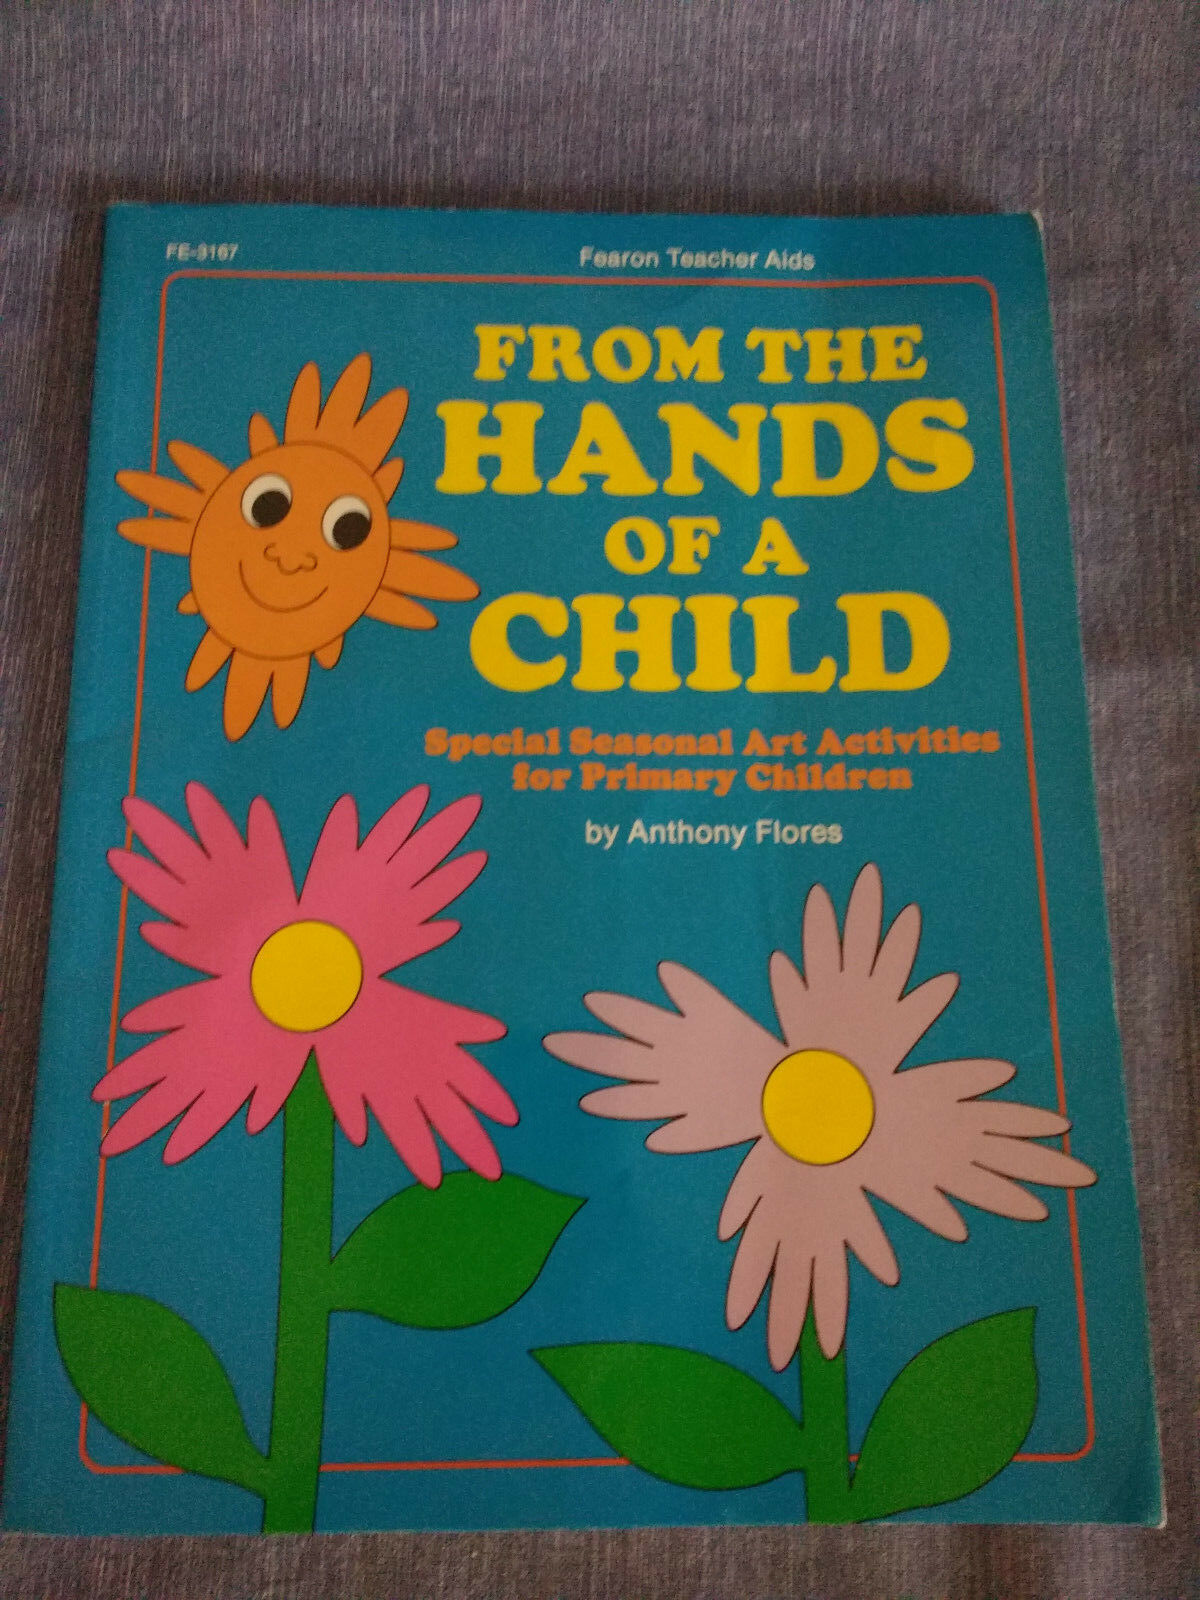 FE-3167
Fearon Teacher Aids
FROM THE
HANDS
OF A
CHILD
Special Seasonal Art Activities
for Primary Children
by Anthony Flores